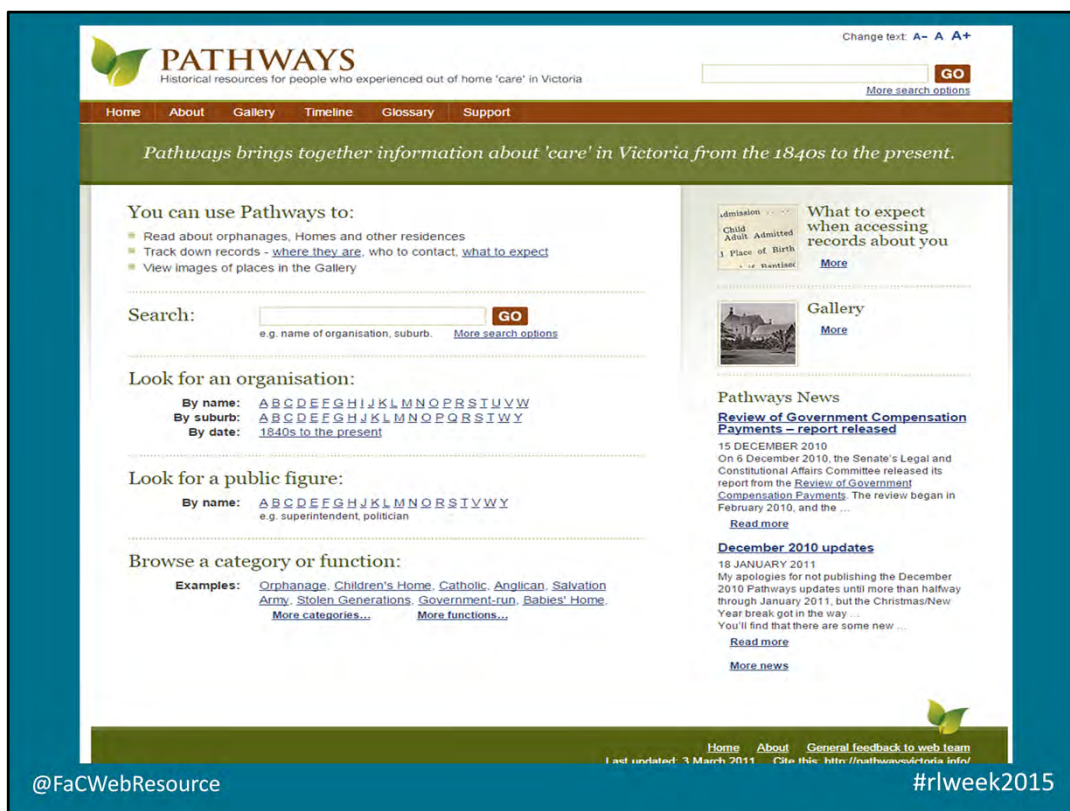 Change text: A- A A+
PATHWAYS
Historical resources for people who experienced out of home 'care' in Victoria
GO
More search options
Home About Gallery Timeline Glossary Support
Pathways brings together information about 'care' in Victoria from the 1840s to the present.
You can use Pathways to:
Read about orphanages, Homes and other residences
Track down records - where they are, who to contact, what to expect
View images of places in the Gallery
Search:
GO
e.g. name of organisation, suburb. More search options
Look for an organisation:
By name: A B C D E F G H I J K L M N O P R S T U V W
By suburb: A B C D E F G H I J K L M N O P Q R S T W Y
By date: 1840s to the present
Look for a public figure:
By name: A B C D E F G H J K L M N O R S T V W Y
e.g. superintendent, politician
Browse a category or function:
Examples: Orphanage, Children's Home, Catholic, Anglican, Salvation
Army, Stolen Generations, Government-run, Babies' Home,
More categories... More functions...
Admission
Child
Adult Admitted
Place of Birth
What to expect
when accessing
records about you
More
Gallery
More
Pathways News
Review of Government Compensation
Payments – report released
15 DECEMBER 2010
On 6 December 2010, the Senate's Legal and
Constitutional Affairs Committee released its
report from the Review of Government
Compensation Payments. The review began in
February 2010, and the ...
Read more
December 2010 updates
18 JANUARY 2011
My apologies for not publishing the December
2010 Pathways updates until more than halfway
through January 2011, but the Christmas/New
Year break got in the way ...
You'll find that there are some new ...
Read more
More news
Home About General feedback to web team
Last updated: 3 March 2011 Cite this: http://pathwaysvictoria.info/
@FaCWebResource
#rlweek2015